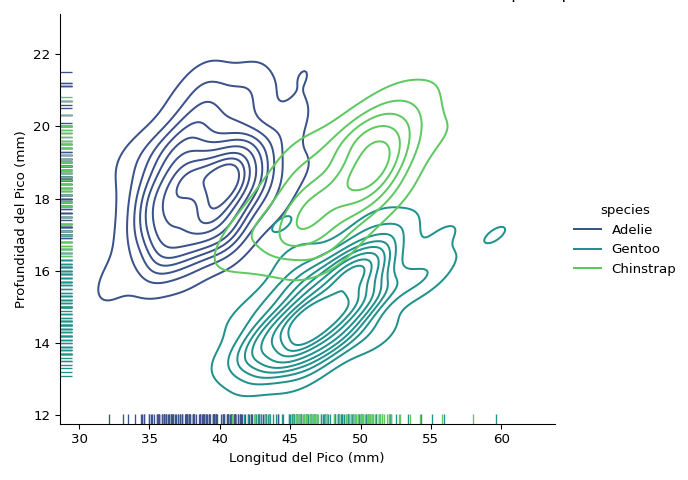 22
20
18
16
14
12
30
35
40
45
50
55
60
Profundidad del Pico (mm)
Longitud del Pico (mm)
species
Adelie
Gentoo
Chinstrap